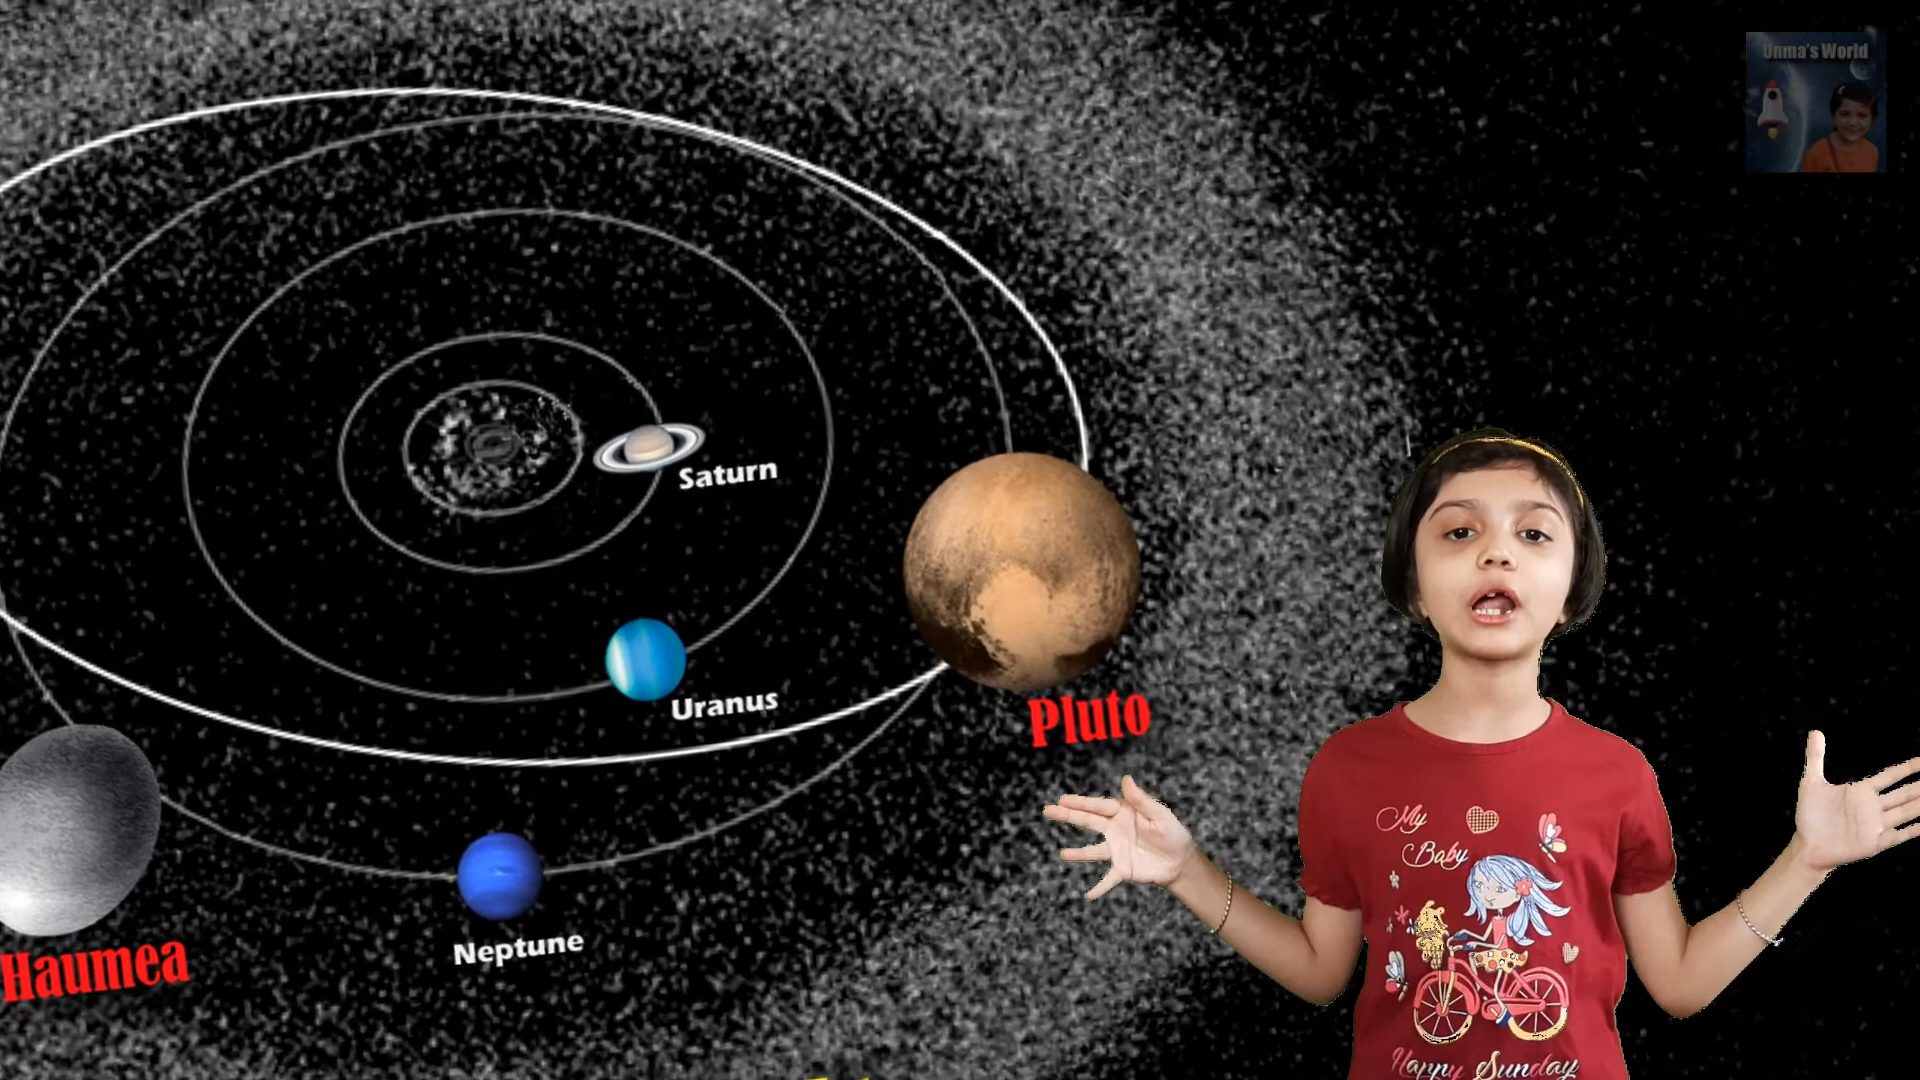 Unma's World
Saturn
Uranus
Pluto
Neptune
Haumea
My
Baby
Happy Sunday